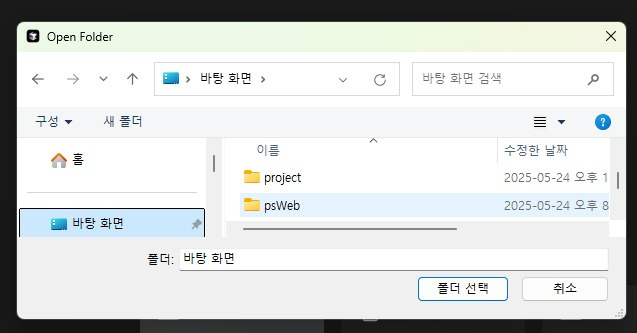 Open Folder
바탕 화면
바탕 화면 검색
구성
새 폴더
홈
바탕 화면
이름
수정한 날짜
project
2025-05-24 오후 1
psWeb
2025-05-24 오후 8
폴더:
바탕 화면
폴더 선택
취소